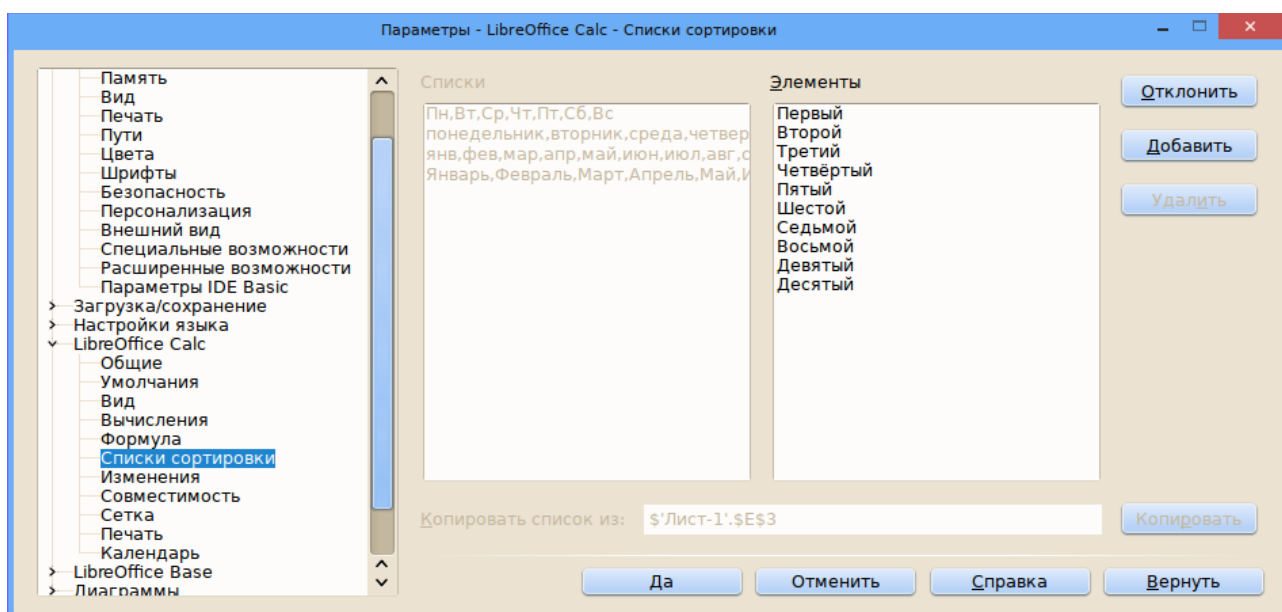 Параметры - LibreOffice Calc - Списки сортировки
Память
Вид
Печать
Пути
Цвета
Шрифты
Безопасность
Персонализация
Внешний вид
Специальные возможности
Расширенные возможности
Параметры IDE Basic
Загрузка/сохранение
Настройки языка
LibreOffice Calc
Общие
Умолчания
Вид
Вычисления
Формула
Списки сортировки
Изменения
Совместимость
Сетка
Печать
Календарь
LibreOffice Base
Диаграммы
Списки
Пн,Вт,Ср,Чт,Пт,Сб,Вс
понедельник,вторник,среда,четвер
янв,фев,мар,апр,май,июн,июл,авг,с
Январь,Февраль,Март,Апрель,Май,И
Элементы
Первый
Второй
Третий
Четвёртый
Пятый
Шестой
Седьмой
Восьмой
Девятый
Десятый
Отклонить
Добавить
Удалить
Копировать список из: $'Лист-1'.$E$3
Копировать
Да Отменить Справка Вернуть